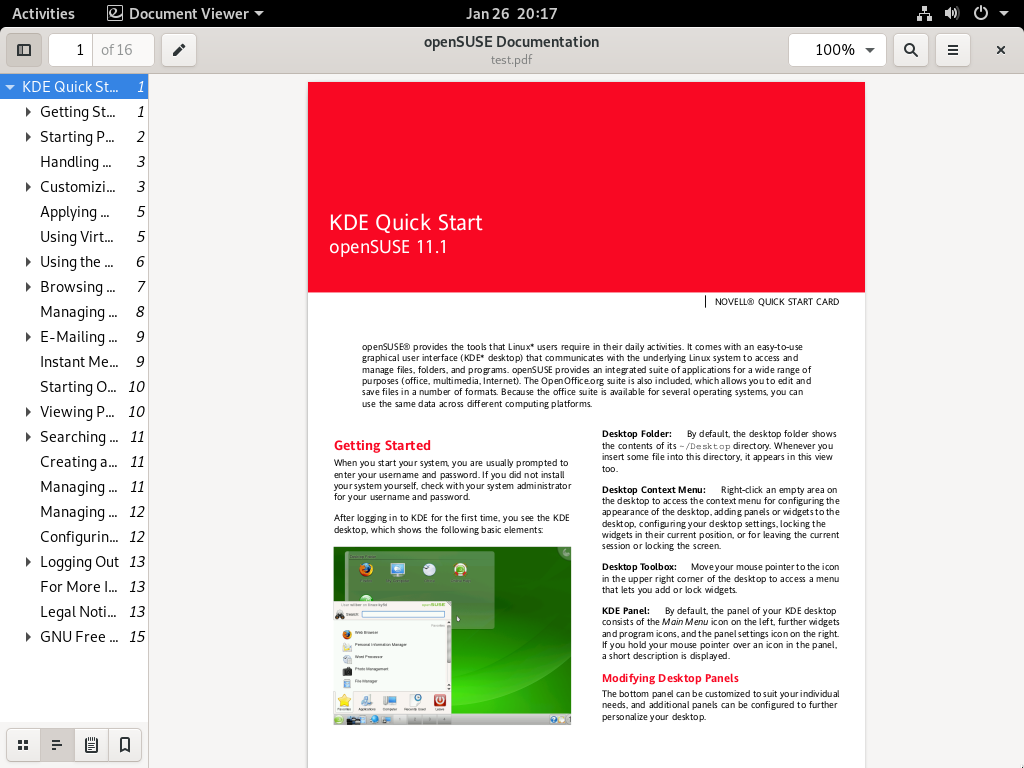 Activities
Document Viewer
Jan 26 20:17
1
of 16
openSUSE Documentation
test.pdf
100%
KDE Quick St... 1
Getting St... 1
Starting P... 2
Handling ... 3
Customizi... 3
Applying ... 5
Using Virt... 5
Using the ... 6
Browsing ... 7
Managing ... 8
E-Mailing ... 9
Instant Me... 9
Starting O... 10
Viewing P... 10
Searching ... 11
Creating a... 11
Managing ... 11
Managing ... 12
Configurin... 12
Logging Out 13
For More I... 13
Legal Noti... 13
GNU Free ... 15
KDE Quick Start
openSUSE 11.1
NOVELL® QUICK START CARD
openSUSE® provides the tools that Linux* users require in their daily activities. It comes with an easy-to-use
graphical user interface (KDE* desktop) that communicates with the underlying Linux system to access and
manage files, folders, and programs. openSUSE provides an integrated suite of applications for a wide range of
purposes (office, multimedia, Internet). The OpenOffice.org suite is also included, which allows you to edit and
save files in a number of formats. Because the office suite is available for several operating systems, you can
use the same data across different computing platforms.
Getting Started
When you start your system, you are usually prompted to
enter your username and password. If you did not install
your system yourself, check with your system administrator
for your username and password.
After logging in to KDE for the first time, you see the KDE
desktop, which shows the following basic elements:
openSUSE
Search:
Web Browser
Personal Information Manager
Word Processor
Photo Management
File Manager
Favorites
Applications
Computer
Recently Used
Leave
Desktop Folder: By default, the desktop folder shows
the contents of its ~/Desktop directory. Whenever you
insert some file into this directory, it appears in this view
too.
Desktop Context Menu: Right-click an empty area on
the desktop to access the context menu for configuring the
appearance of the desktop, adding panels or widgets to the
desktop, configuring your desktop settings, locking the
widgets in their current position, or for leaving the current
session or locking the screen.
Desktop Toolbox: Move your mouse pointer to the icon
in the upper right corner of the desktop to access a menu
that lets you add or lock widgets.
KDE Panel: By default, the panel of your KDE desktop
consists of the Main Menu icon on the left, further widgets
and program icons, and the panel settings icon on the right.
If you hold your mouse pointer over an icon in the panel,
a short description is displayed.
Modifying Desktop Panels
The bottom panel can be customized to suit your individual
needs, and additional panels can be configured to further
personalize your desktop.